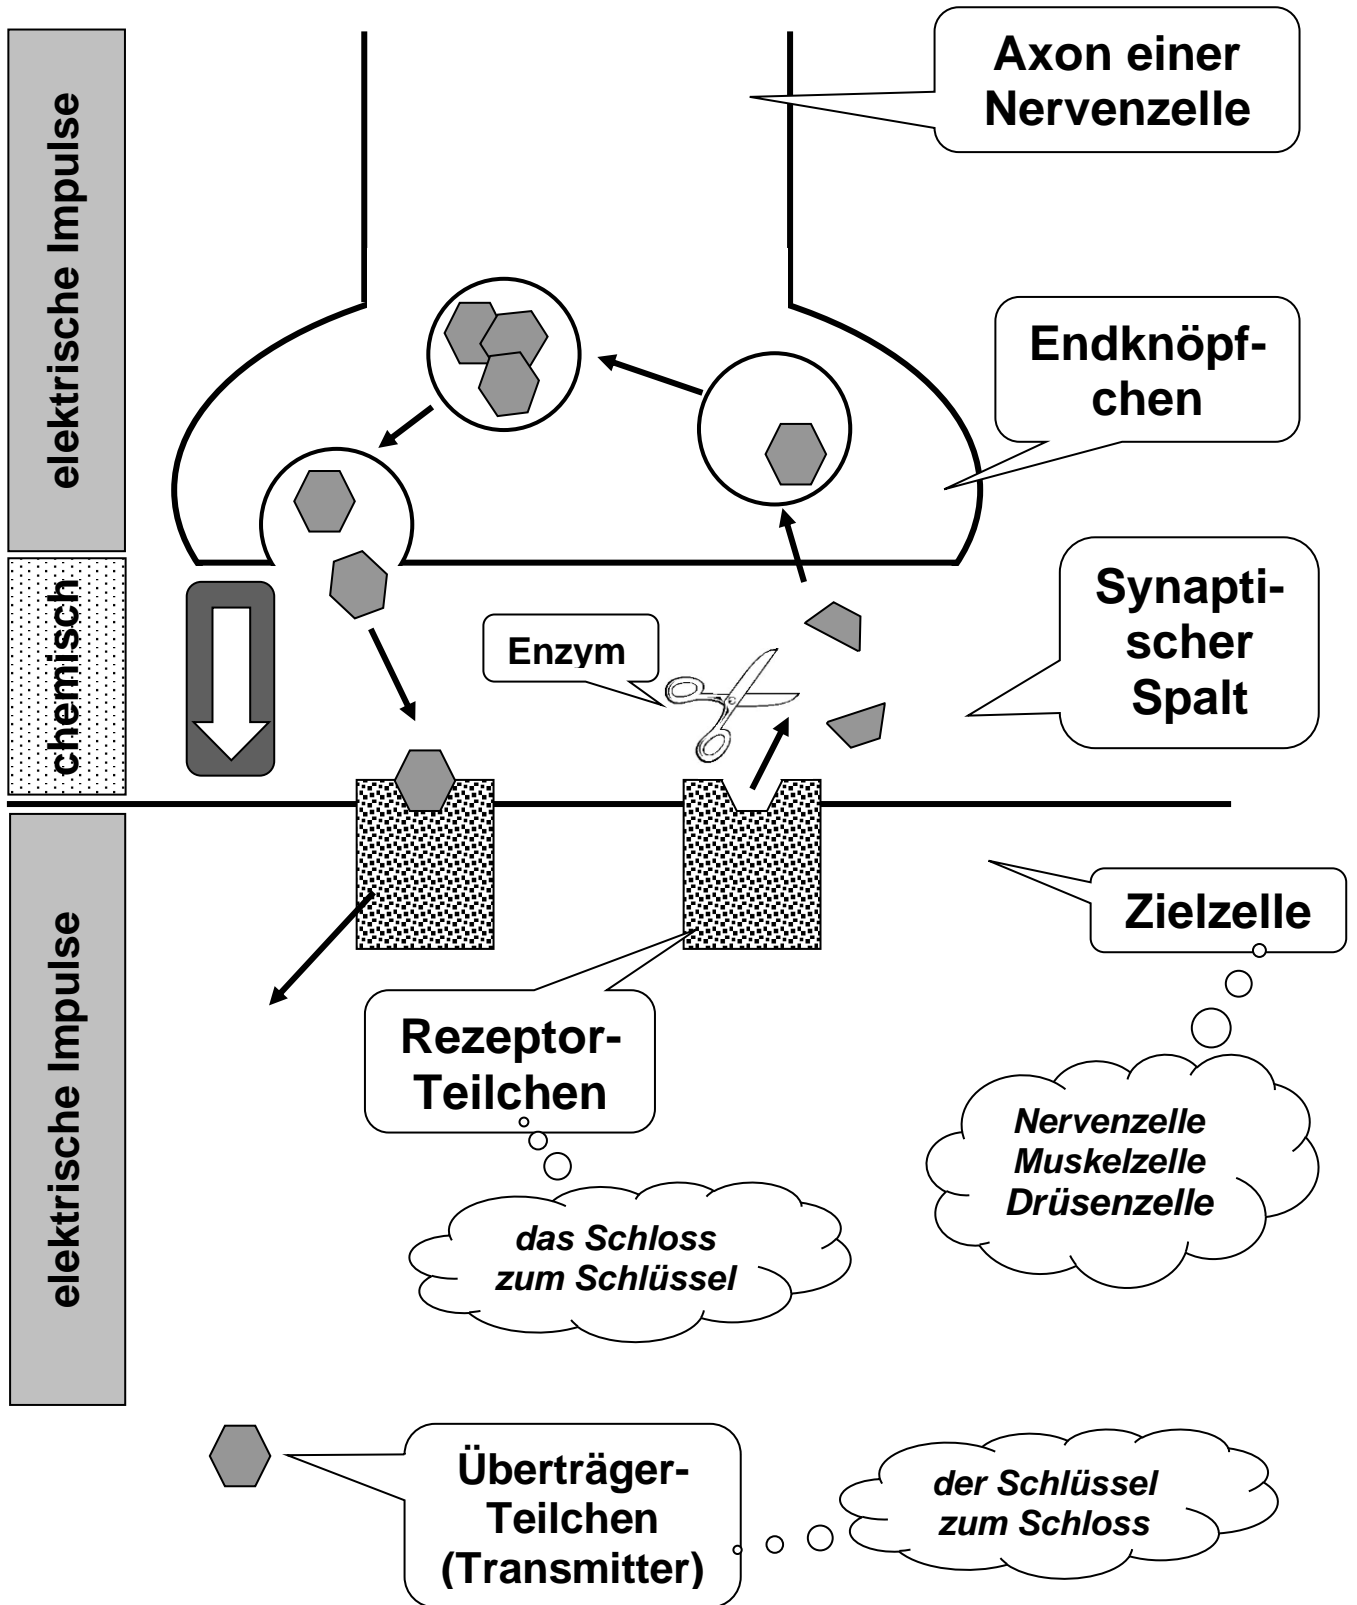 elektrische Impulse
Axon einer
Nervenzelle
Endknöpf-
chen
chemisch
Enzym
Synapti-
scher
Spalt
elektrische Impulse
Zielzelle
Rezeptor-
Teilchen
Nervenzelle
Muskelzelle
Drüsenzelle
das Schloss
zum Schlüssel
Überträger-
Teilchen
(Transmitter)
der Schlüssel
zum Schloss